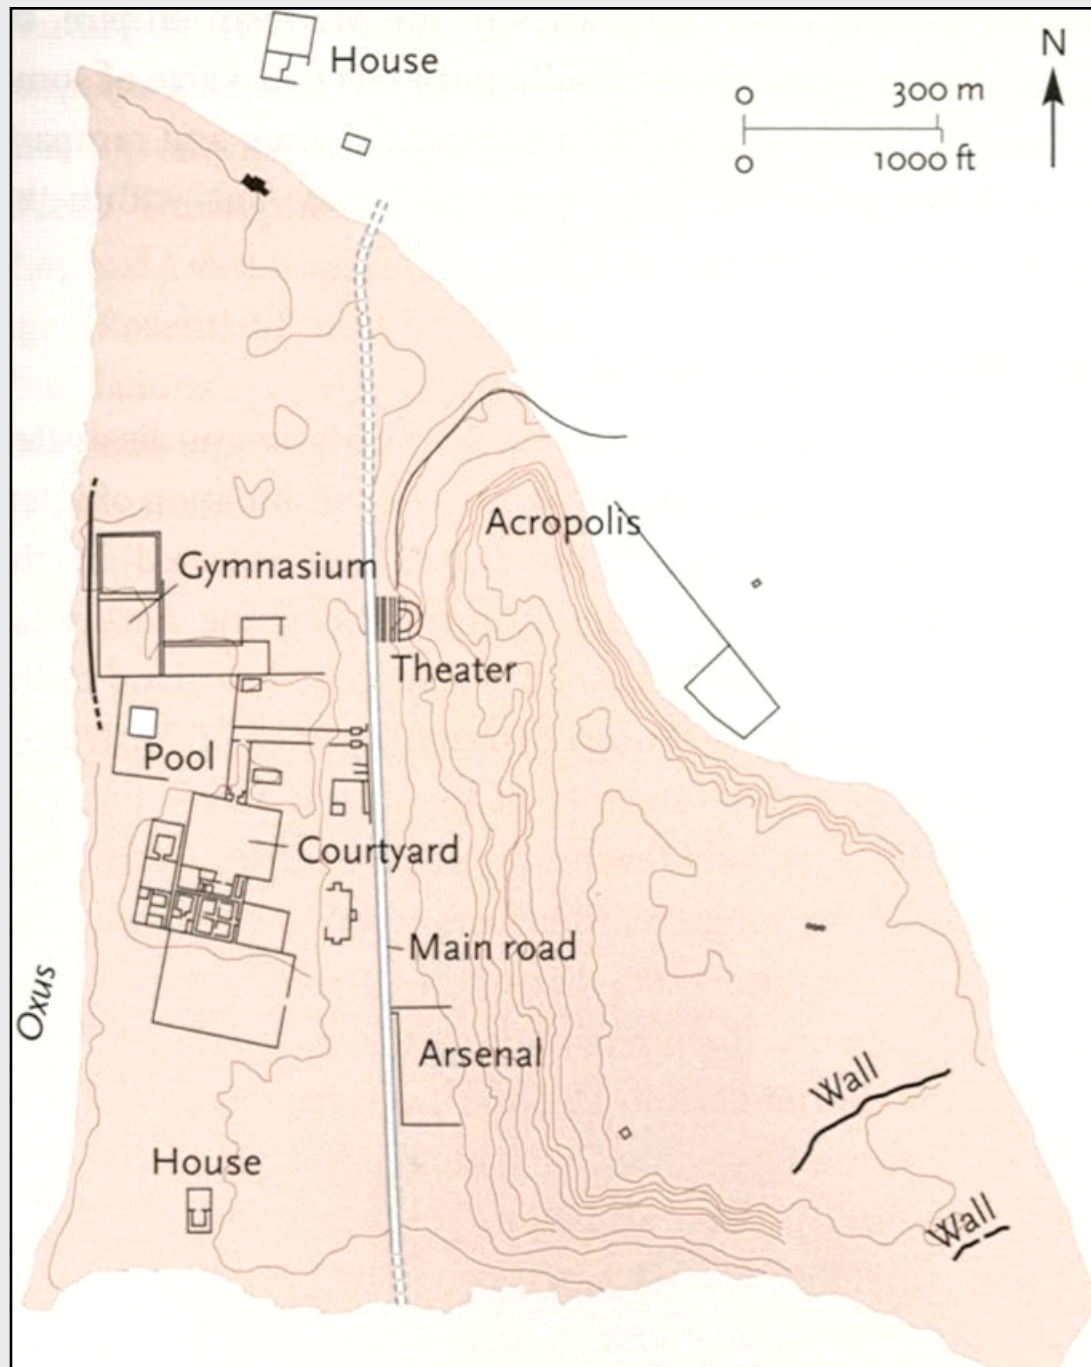 House
N
0 300 m
0 1000 ft
Acropolis
Gymnasium
Theater
Pool
Courtyard
Main road
Oxus
Arsenal
Wall
House
Wall